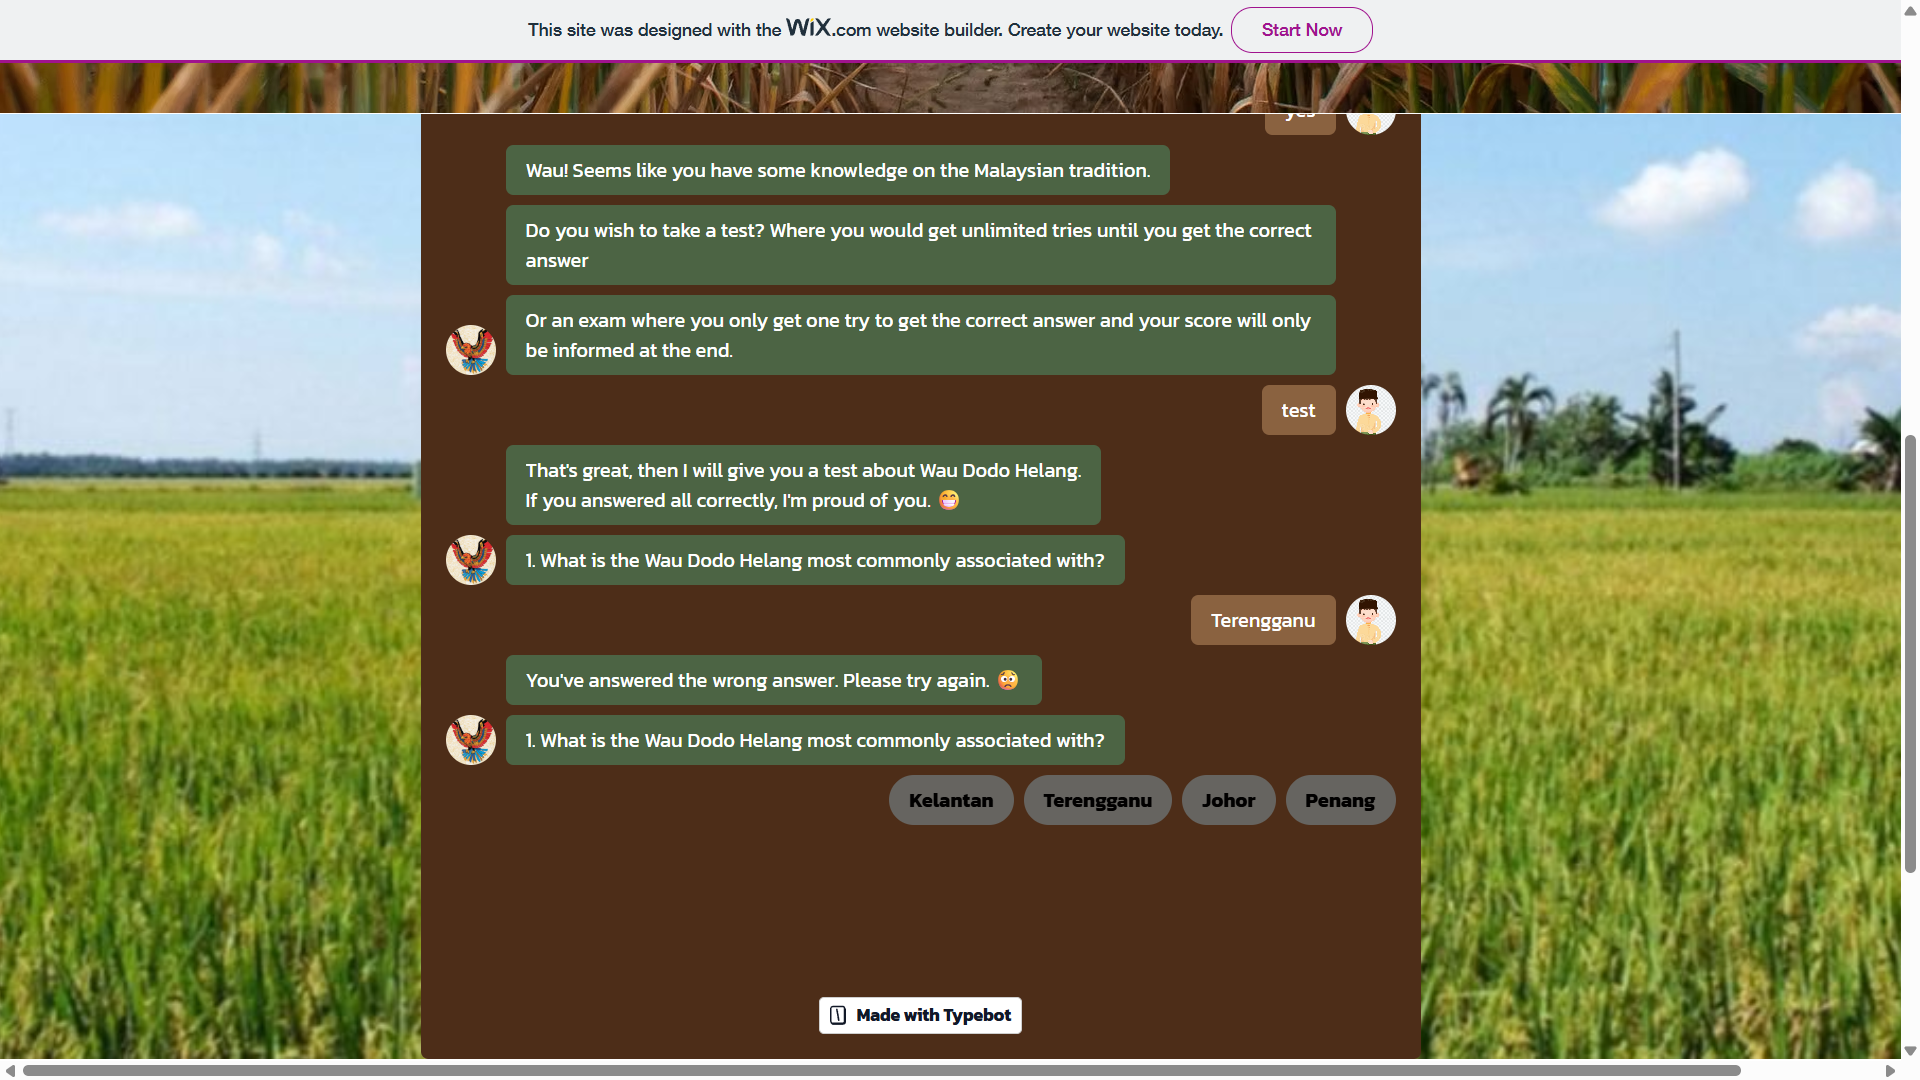 This site was designed with the WiX.com website builder. Create your website today.
Start Now
yes
Wau! Seems like you have some knowledge on the Malaysian tradition.
Do you wish to take a test? Where you would get unlimited tries until you get the correct
answer
Or an exam where you only get one try to get the correct answer and your score will only
be informed at the end.
test
That's great, then I will give you a test about Wau Dodo Helang.
If you answered all correctly, I'm proud of you. 😁
1. What is the Wau Dodo Helang most commonly associated with?
Terengganu
You've answered the wrong answer. Please try again. 😳
1. What is the Wau Dodo Helang most commonly associated with?
Kelantan Terengganu Johor Penang
Made with Typebot